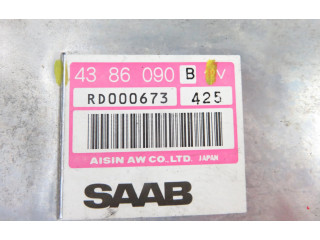 43 86 090 B V
RD000673 425
AISIN AW CO.,LTD. JAPAN
SAAB